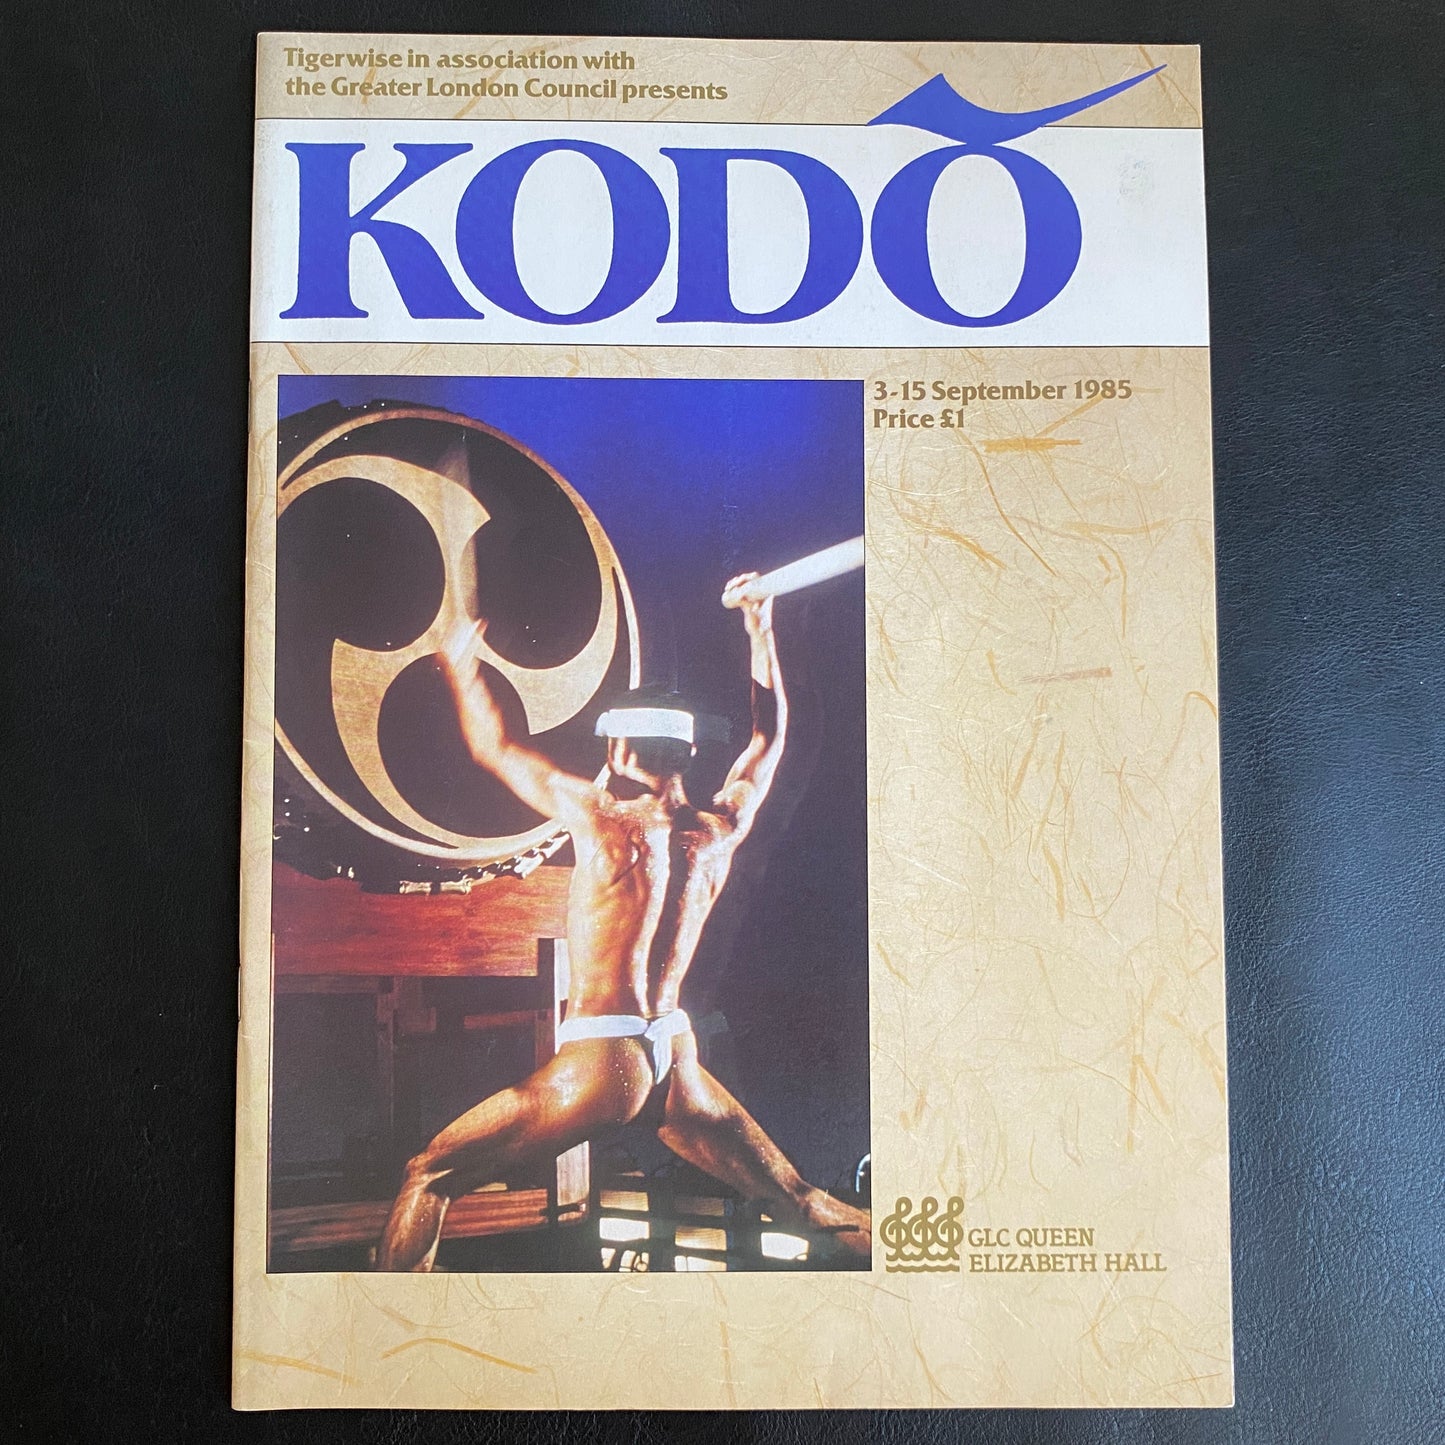 Tigerwise in association with
the Greater London Council presents
KODŌ
3-15 September 1985
Price £1
GLC QUEEN
ELIZABETH HALL